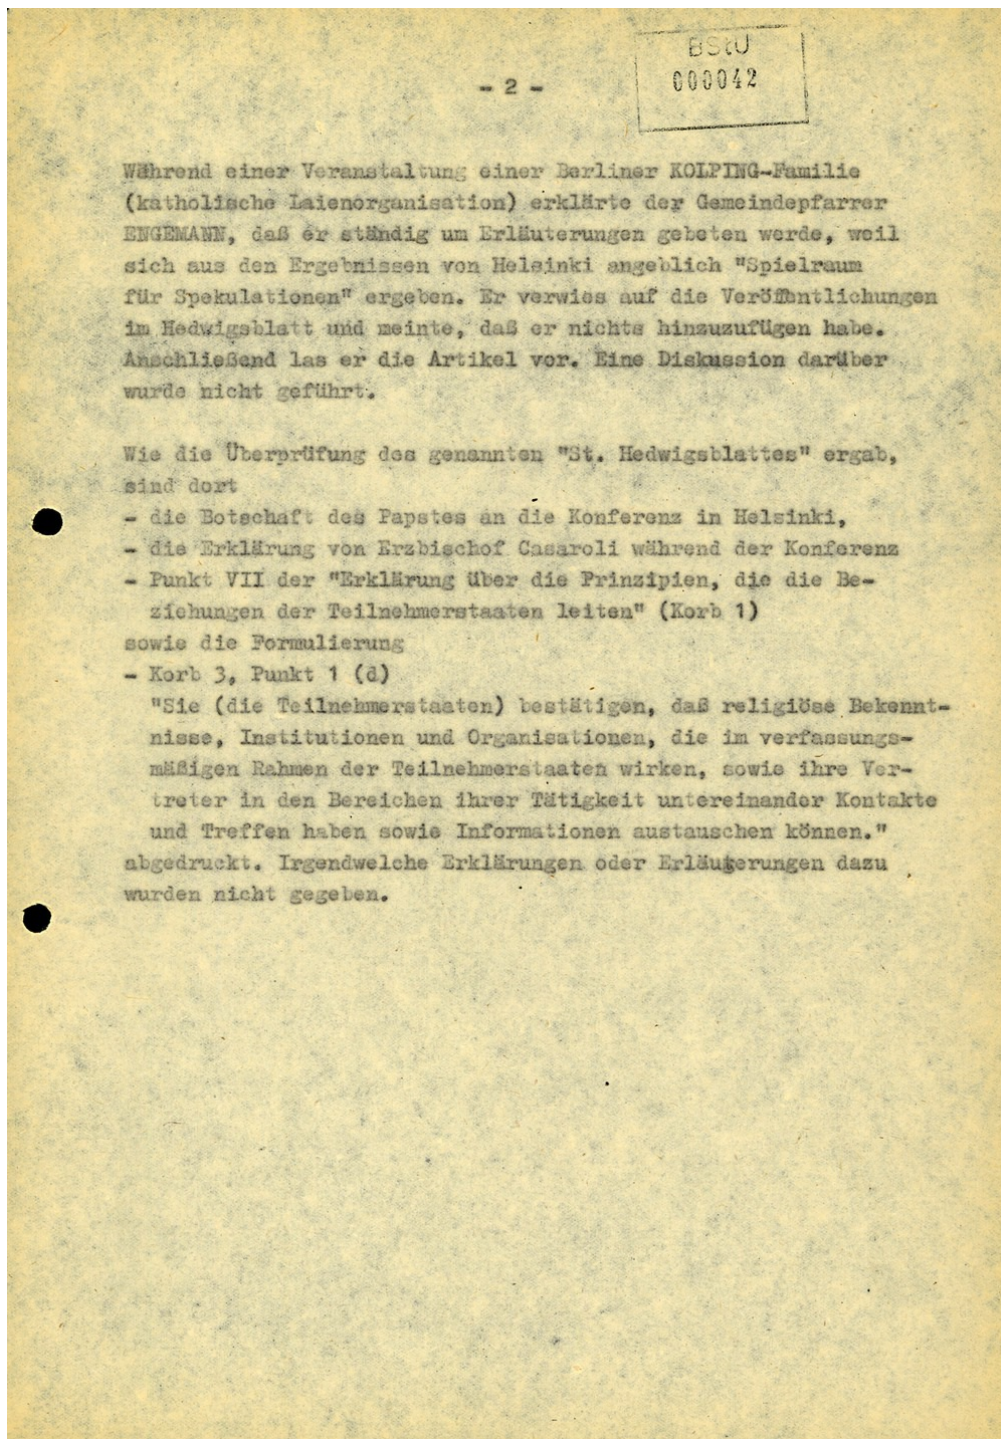 BStU
000042
- 2 -
Während einer Veranstaltung einer Berliner KOLPING-Familie
(katholische Laienorganisation) erklärte der Gemeindepfarrer
ENGEMANN, daß er ständig um Erläuterungen gebeten werde, weil
sich aus den Ergebnissen von Helsinki angeblich "Spielraum
für Spekulationen" ergeben. Er verwies auf die Veröffentlichungen
im Hedwigsblatt und meinte, daß er nichts hinzuzufügen habe.
Anschließend las er die Artikel vor. Eine Diskussion darüber
wurde nicht geführt.
Wie die Überprüfung des genannten "St. Hedwigsblattes" ergab,
sind dort
- die Botschaft des Papstes an die Konferenz in Helsinki,
- die Erklärung von Erzbischof Casaroli während der Konferenz
- Punkt VII der "Erklärung über die Prinzipien, die die Be-
ziehungen der Teilnehmerstaaten leiten" (Korb 1)
sowie die Formulierung
- Korb 3, Punkt 1 (d)
"Sie (die Teilnehmerstaaten) bestätigen, daß religiöse Bekennt-
nisse, Institutionen und Organisationen, die im verfassungs-
mäßigen Rahmen der Teilnehmerstaaten wirken, sowie ihre Ver-
treter in den Bereichen ihrer Tätigkeit untereinander Kontakte
und Treffen haben sowie Informationen austauschen können."
abgedruckt. Irgendwelche Erklärungen oder Erläuterungen dazu
wurden nicht gegeben.